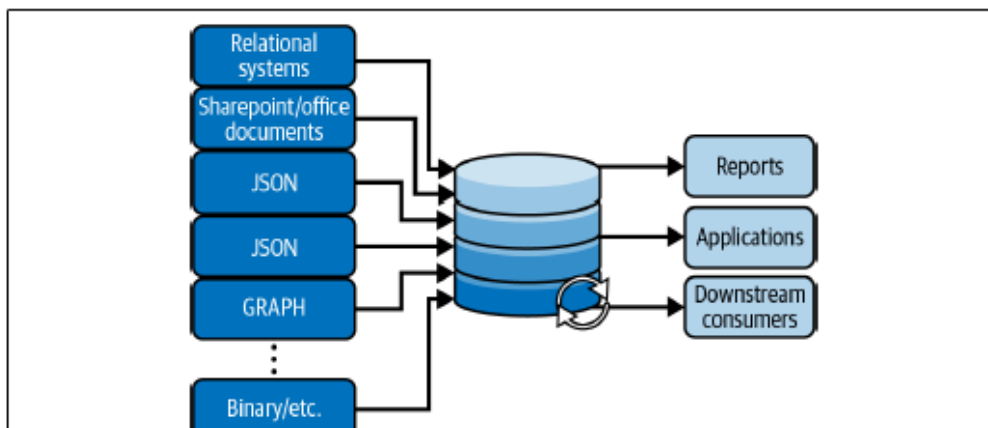 Relational
systems
Sharepoint/office
documents
JSON
JSON
GRAPH
Binary/etc.
Reports
Applications
Downstream
consumers